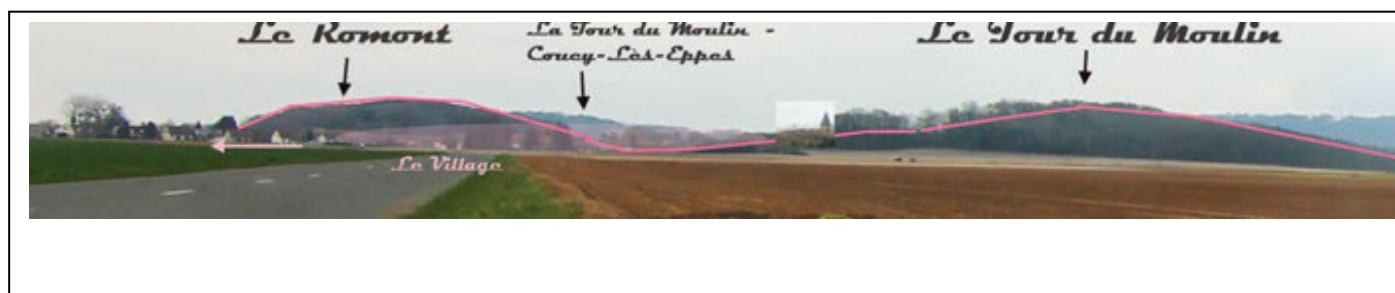 Le Romont
La Tour du Moulin -
Coucy-Lès-Eppes
Le Tour du Moulin
Le Village